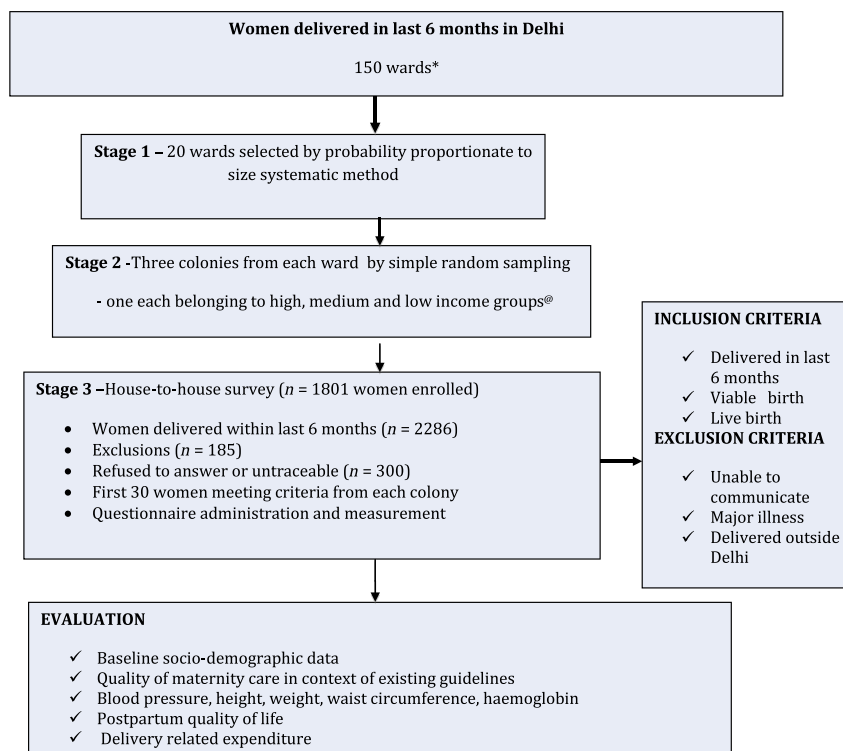 Women delivered in last 6 months in Delhi
150 wards*
Stage 1 – 20 wards selected by probability proportionate to
size systematic method
Stage 2 -Three colonies from each ward by simple random sampling
- one each belonging to high, medium and low income groups@
Stage 3 –House-to-house survey (n = 1801 women enrolled)
• Women delivered within last 6 months (n = 2286)
• Exclusions (n = 185)
• Refused to answer or untraceable (n = 300)
• First 30 women meeting criteria from each colony
• Questionnaire administration and measurement
INCLUSION CRITERIA
✓ Delivered in last
6 months
✓ Viable birth
✓ Live birth
EXCLUSION CRITERIA
✓ Unable to
communicate
✓ Major illness
✓ Delivered outside
Delhi
EVALUATION
✓ Baseline socio-demographic data
✓ Quality of maternity care in context of existing guidelines
✓ Blood pressure, height, weight, waist circumference, haemoglobin
✓ Postpartum quality of life
✓ Delivery related expenditure